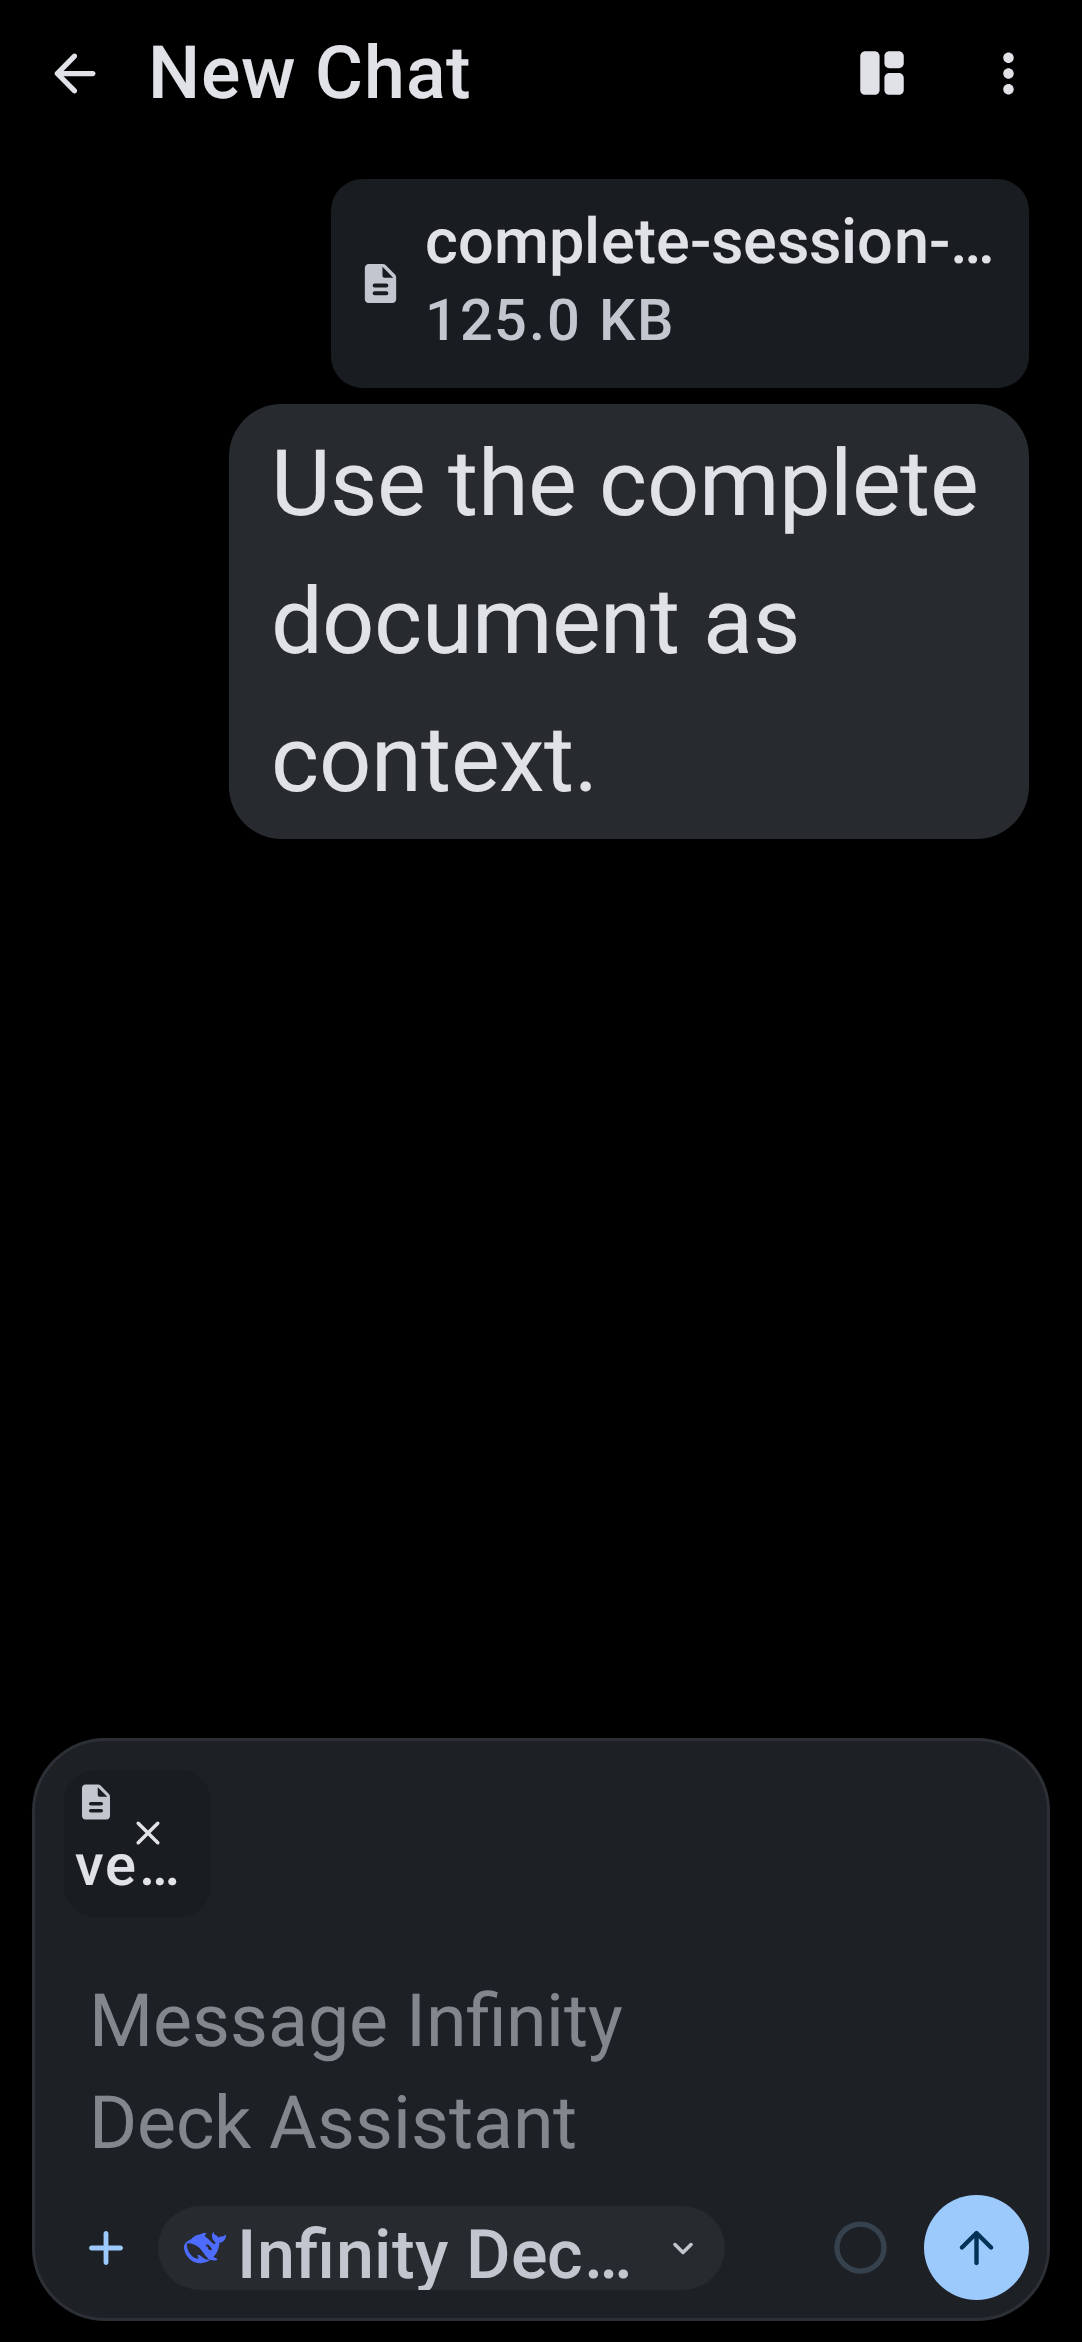 New Chat
complete-session-…
125.0 KB
Use the complete
document as
context.
ve…
Message Infinity
Deck Assistant
Infinity Dec…